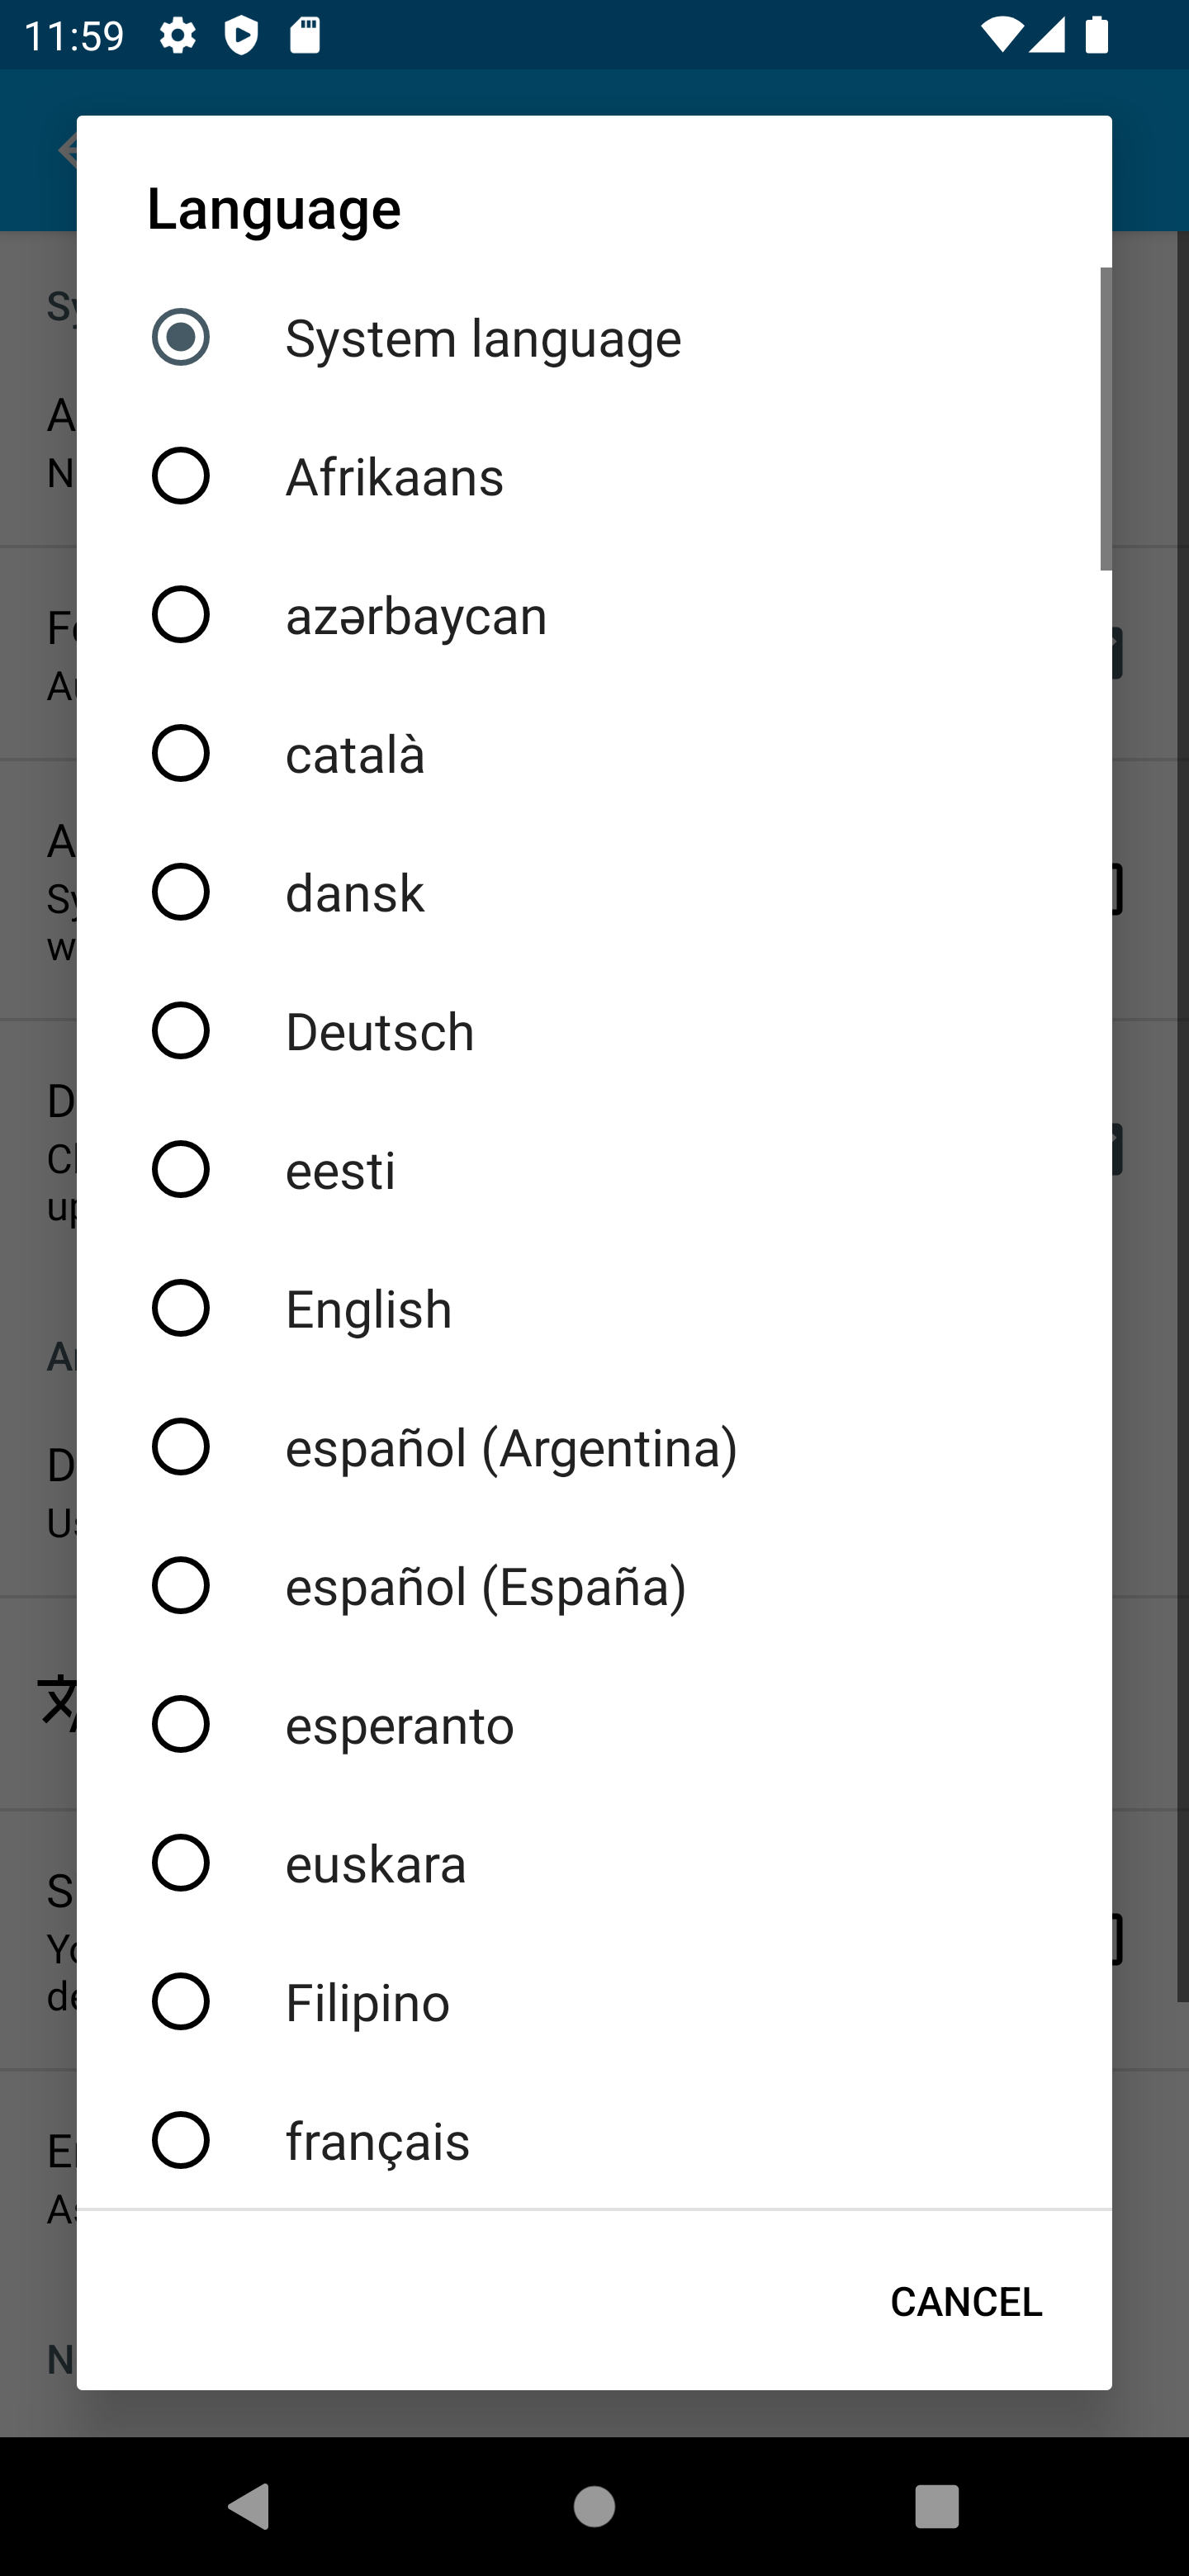 11:59
Language
System language
Afrikaans
azərbaycan
català
dansk
Deutsch
eesti
English
español (Argentina)
español (España)
esperanto
euskara
Filipino
français
CANCEL